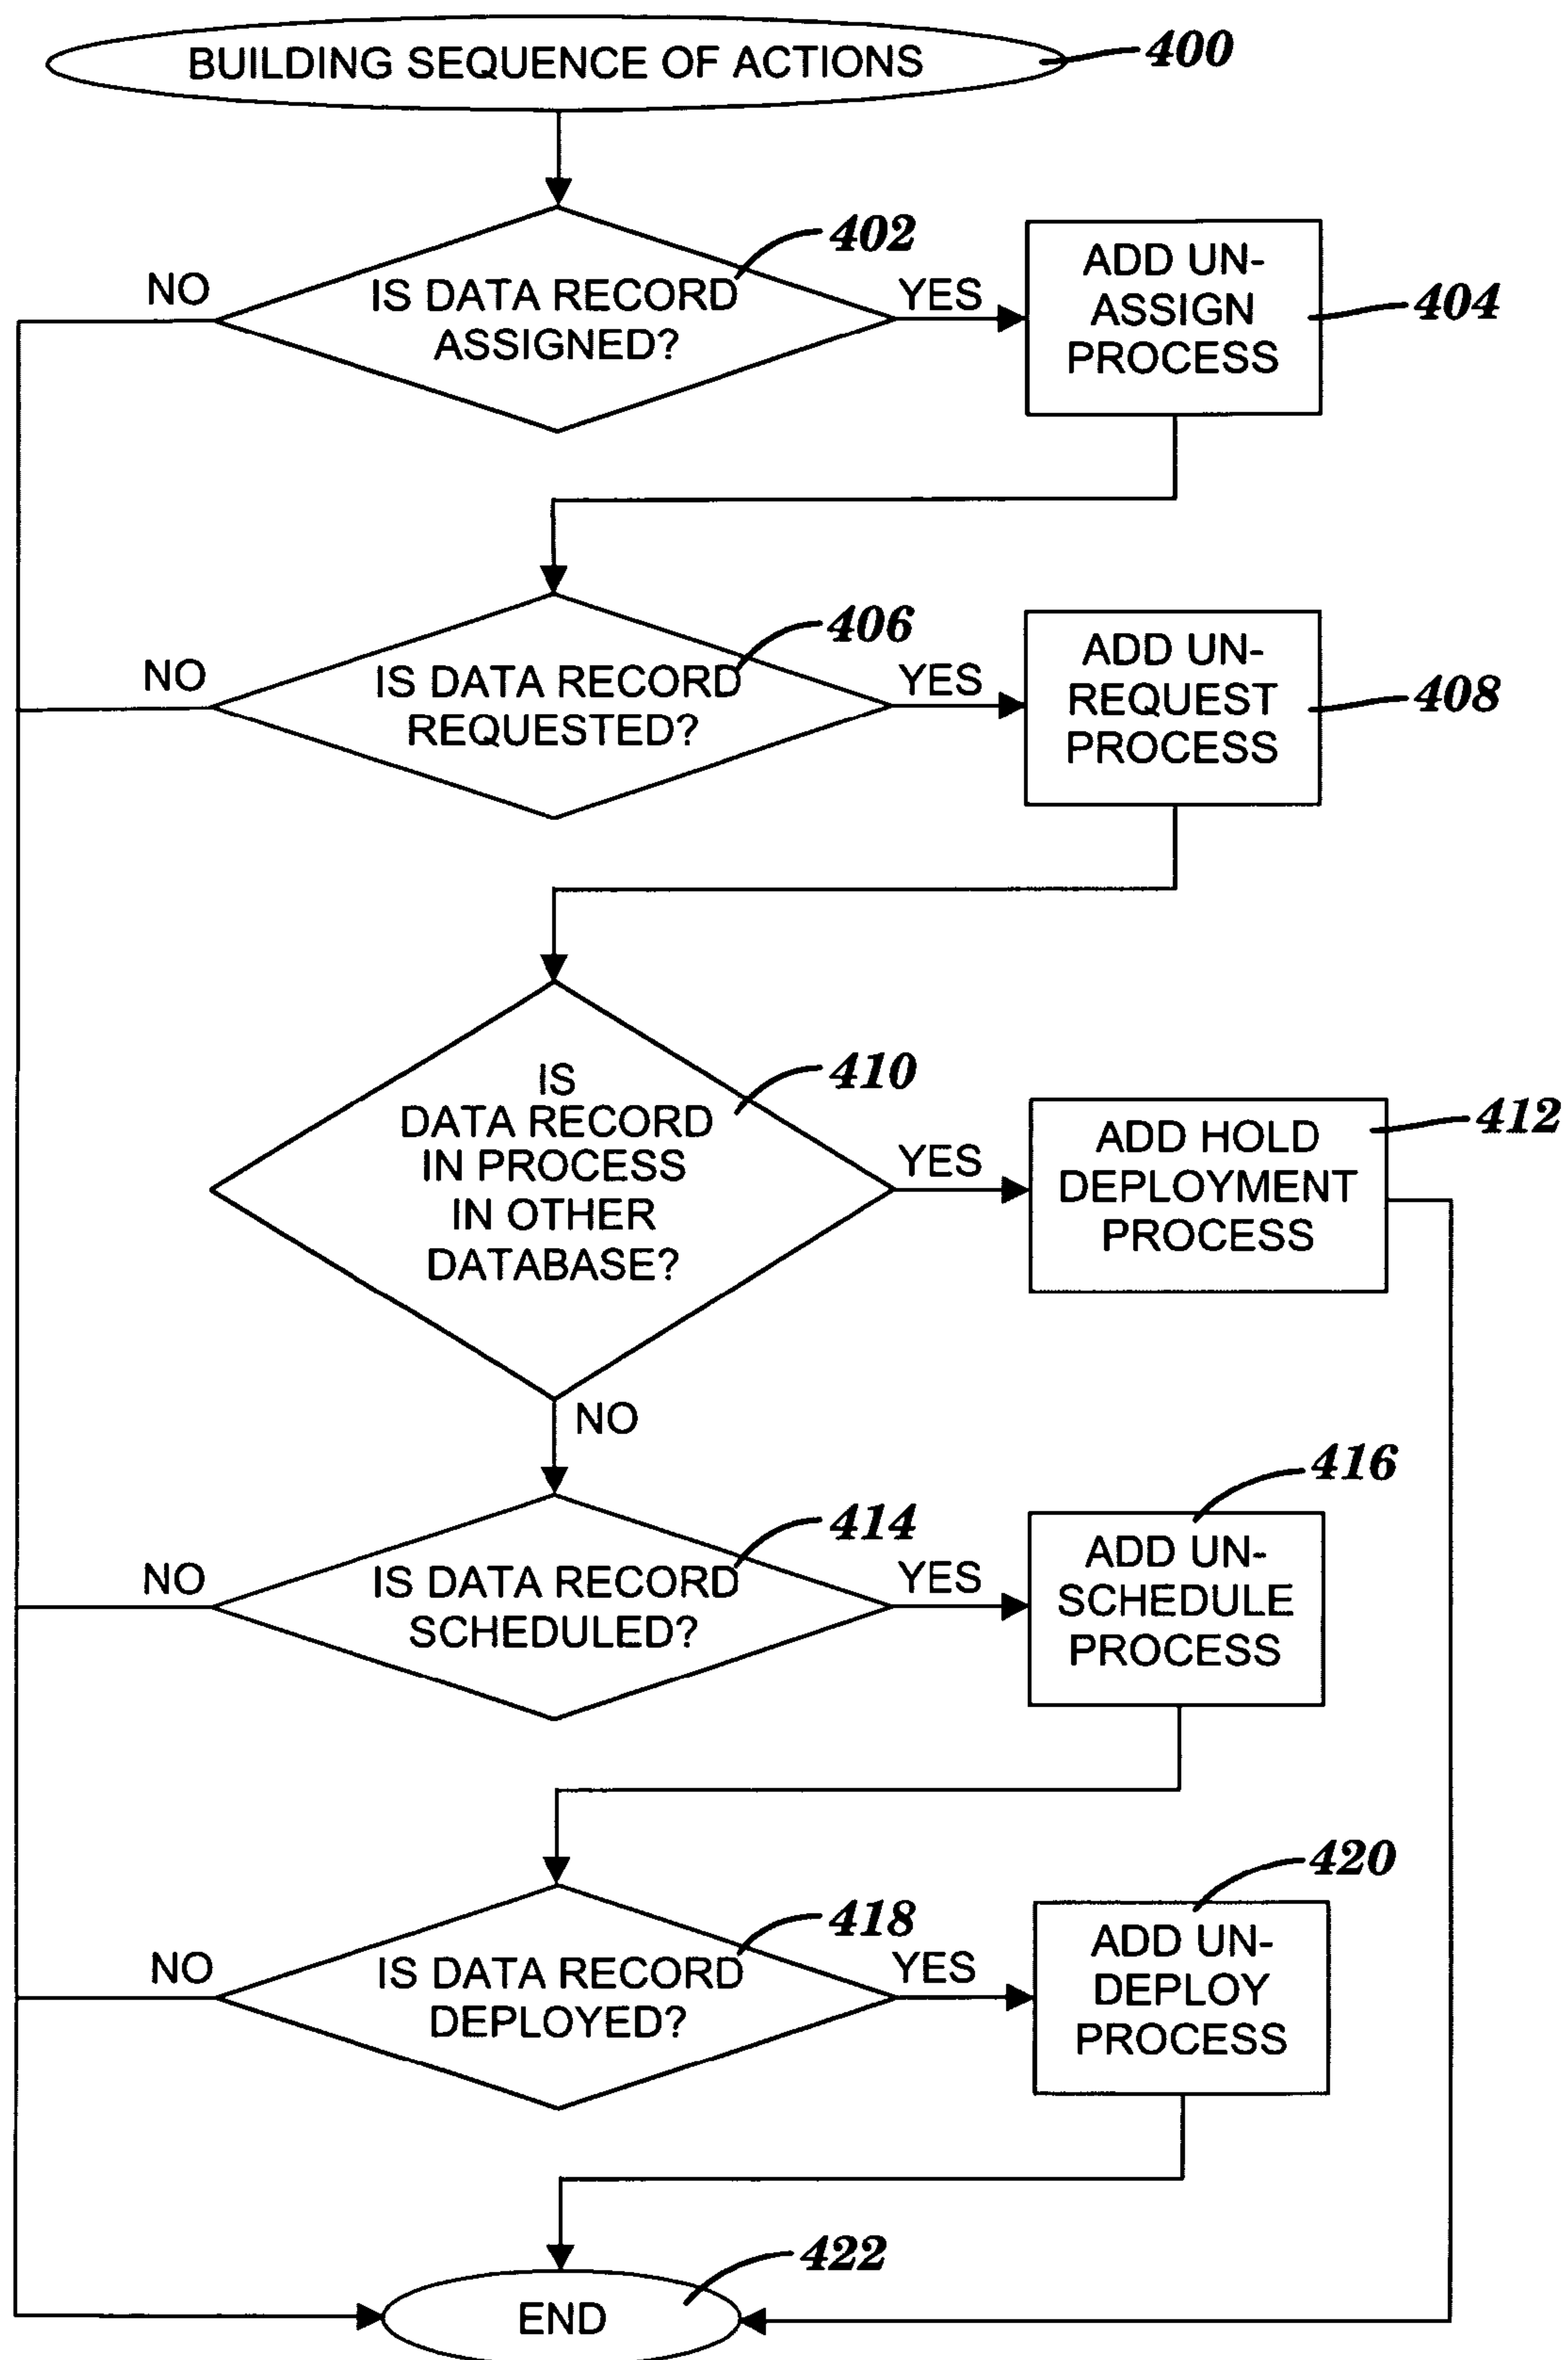 BUILDING SEQUENCE OF ACTIONS
400
402
IS DATA RECORD
ASSIGNED?
NO
YES
ADD UN-
ASSIGN
PROCESS
404
406
IS DATA RECORD
REQUESTED?
NO
YES
ADD UN-
REQUEST
PROCESS
408
410
IS
DATA RECORD
IN PROCESS
IN OTHER
DATABASE?
YES
ADD HOLD
DEPLOYMENT
PROCESS
412
NO
414
IS DATA RECORD
SCHEDULED?
NO
YES
416
ADD UN-
SCHEDULE
PROCESS
418
IS DATA RECORD
DEPLOYED?
NO
YES
420
ADD UN-
DEPLOY
PROCESS
422
END